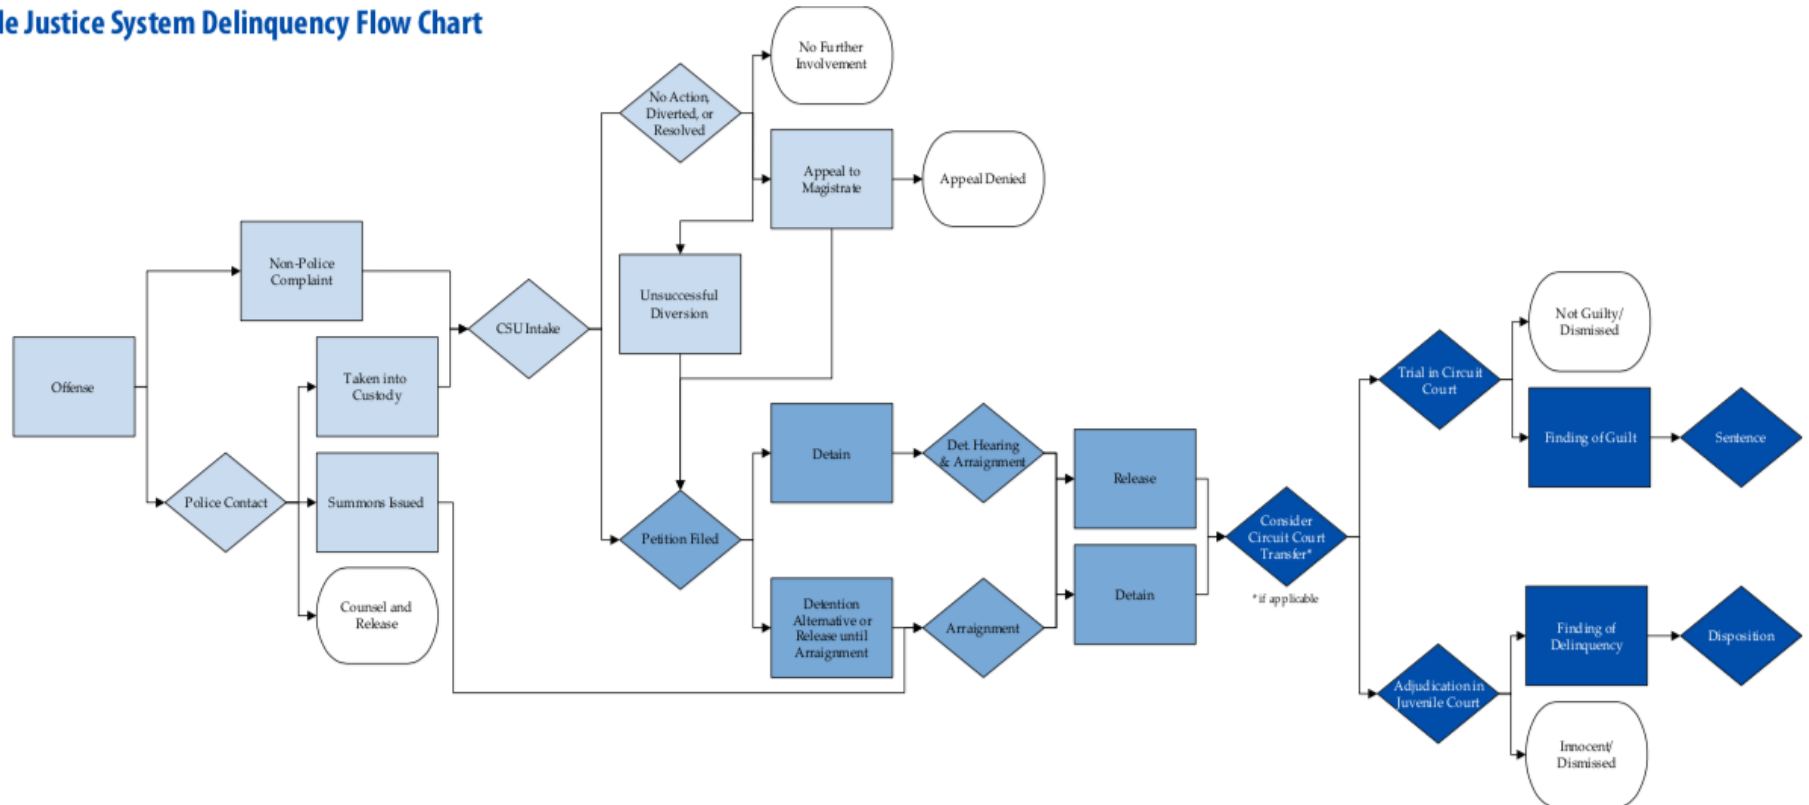 le Justice System Delinquency Flow Chart
No Further
Involvement
No Action,
Diverted, or
Resolved
Appeal to
Magistrate
Appeal Denied
Non-Police
Complaint
Unsuccessful
Diversion
CSU Intake
Offense
Taken into
Custody
Police Contact
Summons Issued
Counsel and
Release
Petition Filed
Detain
Det. Hearing
& Arraignment
Release
Detention
Alternative or
Release until
Arraignment
Arraignment
Detain
Consider
Circuit Court
Transfer*
*if applicable
Trial in Circuit
Court
Not Guilty/
Dismissed
Finding of Guilt
Sentence
Adjudication in
Juvenile Court
Finding of
Delinquency
Disposition
Innocent/
Dismissed